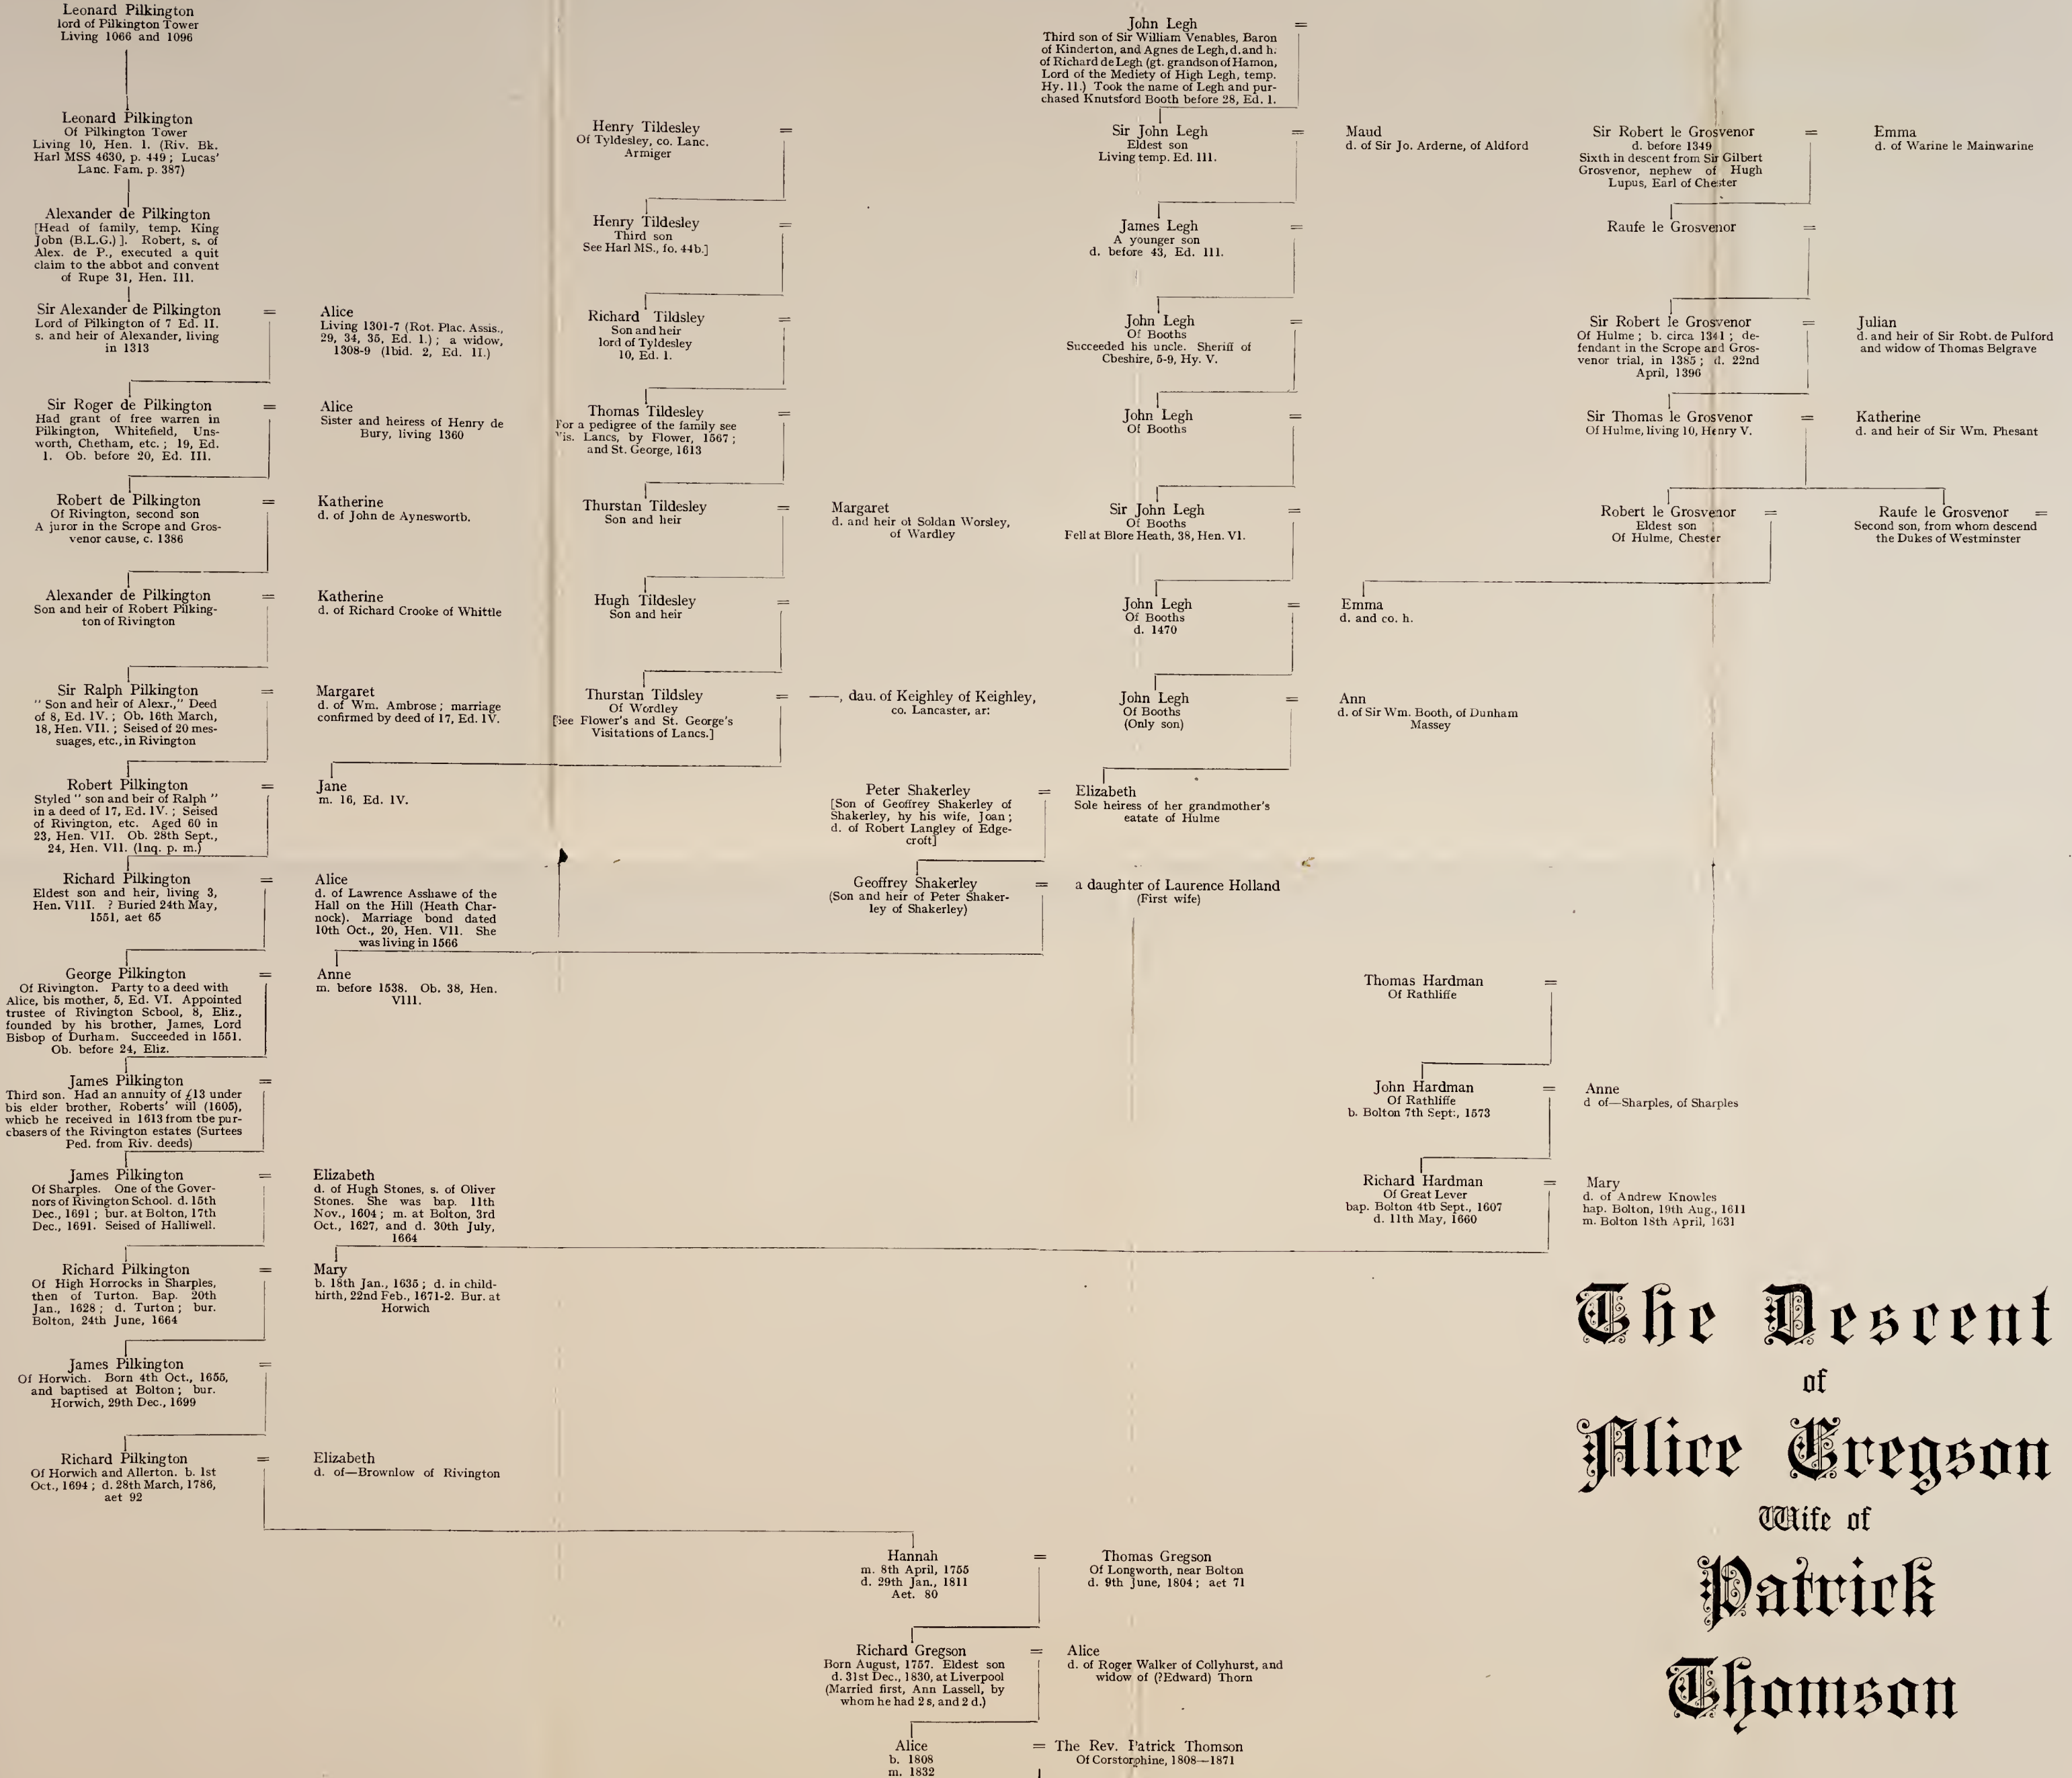 Leonard Pilkington
lord of Pilkington Tower
Living 1066 and 1096
Leonard Pilkington
Of Pilkington Tower
Living 10, Hen. 1. (Riv. Bk.
Harl MSS 4630, p. 449 ; Lucas'
Lanc. Fam. p. 387)
Alexander de Pilkington
[Head of family, temp. King
John (B.L.G.) ]. Robert, s. of
Alex. de P., executed a quit
claim to the abbot and convent
of Rupe 31, Hen. III.
Sir Alexander de Pilkington
=
Lord of Pilkington of 7 Ed. II.
s. and heir of Alexander, living
in 1313
Alice
Living 1301-7 (Rot. Plac. Assis.,
29, 34, 35, Ed. 1.) ; a widow,
1308-9 (Ibid. 2, Ed. II.)
Sir Roger de Pilkington
=
Had grant of free warren in
Pilkington, Whitefield, Uns-
worth, Chetham, etc. ; 19, Ed.
1. Ob. before 20, Ed. III.
Alice
Sister and heiress of Henry de
Bury, living 1360
Robert de Pilkington
=
Of Rivington, second son
A juror in the Scrope and Gros-
venor cause, c. 1386
Katherine
d. of John de Aynesworth.
Alexander de Pilkington
=
Son and heir of Robert Pilking-
ton of Rivington
Katherine
d. of Richard Crooke of Whittle
Sir Ralph Pilkington
=
" Son and heir of Alexr.," Deed
of 8, Ed. 1V. ; Ob. 16th March,
18, Hen. VII. ; Seised of 20 mes-
suages, etc., in Rivington
Margaret
d. of Wm. Ambrose ; marriage
confirmed by deed of 17, Ed. 1V.
Robert Pilkington
=
Styled " son and heir of Ralph "
in a deed of 17, Ed. 1V. ; Seised
of Rivington, etc. Aged 60 in
23, Hen. VII. Ob. 28th Sept.,
24, Hen. VII. (Inq. p. m.)
Jane
m. 16, Ed. 1V.
Richard Pilkington
=
Eldest son and heir, living 3,
Hen. VIII. ? Buried 24th May,
1551, aet 65
Alice
d. of Lawrence Asshawe of the
Hall on the Hill (Heath Char-
nock). Marriage bond dated
10th Oct., 20, Hen. VII. She
was living in 1566
George Pilkington
=
Of Rivington. Party to a deed with
Alice, his mother, 5, Ed. VI. Appointed
trustee of Rivington School, 8, Eliz.,
founded by his brother, James, Lord
Bishop of Durham. Succeeded in 1551.
Ob. before 24, Eliz.
Anne
m. before 1538. Ob. 38, Hen.
VIII.
James Pilkington
=
Third son. Had an annuity of £13 under
his elder brother, Roberts' will (1605),
which he received in 1613 from the pur-
chasers of the Rivington estates (Surtees
Ped. from Riv. deeds)
James Pilkington
=
Of Sharples. One of the Gover-
nors of Rivington School. d. 15th
Dec., 1691 ; bur. at Bolton, 17th
Dec., 1691. Seised of Halliwell.
Elizabeth
d. of Hugh Stones, s. of Oliver
Stones. She was bap. 11th
Nov., 1604 ; m. at Bolton, 3rd
Oct., 1627, and d. 30th July,
1664
Richard Pilkington
=
Of High Horrocks in Sharples,
then of Turton. Bap. 20th
Jan., 1628 ; d. Turton ; bur.
Bolton, 24th June, 1664
Mary
b. 18th Jan., 1635 ; d. in child-
birth, 22nd Feb., 1671-2. Bur. at
Horwich
James Pilkington
=
Of Horwich. Born 4th Oct., 1655,
and baptised at Bolton ; bur.
Horwich, 29th Dec., 1699
Richard Pilkington
=
Of Horwich and Allerton. b. 1st
Oct., 1694 ; d. 28th March, 1786,
aet 92
Elizabeth
d. of—Brownlow of Rivington
Henry Tildesley
=
Of Tyldesley, co. Lanc.
Armiger
Henry Tildesley
=
Third son
See Harl MS., fo. 44b.]
Richard Tildsley
=
Son and heir
lord of Tyldesley
10, Ed. 1.
Thomas Tildesley
=
For a pedigree of the family see
Vis. Lancs, by Flower, 1567 ;
and St. George, 1613
Thurstan Tildesley
=
Son and heir
Margaret
d. and heir of Soldan Worsley,
of Wardley
Hugh Tildesley
=
Son and heir
Thurstan Tildsley
=
Of Wordley
[See Flower's and St. George's
Visitations of Lancs.]
——, dau. of Keighley of Keighley,
co. Lancaster, ar:
John Legh
=
Third son of Sir William Venables, Baron
of Kinderton, and Agnes de Legh, d. and h.
of Richard de Legh (gt. grandson of Hamon,
Lord of the Mediety of High Legh, temp.
Hy. 11.) Took the name of Legh and pur-
chased Knutsford Booth before 28, Ed. 1.
Sir John Legh
=
Eldest son
Living temp. Ed. III.
Maud
d. of Sir Jo. Arderne, of Aldford
James Legh
=
A younger son
d. before 43, Ed. III.
John Legh
=
Of Booths
Succeeded his uncle. Sheriff of
Cheshire, 5-9, Hy. V.
John Legh
=
Of Booths
Sir John Legh
=
Of Booths
Fell at Blore Heath, 38, Hen. VI.
John Legh
=
Of Booths
d. 1470
Emma
d. and co. h.
John Legh
=
Of Booths
(Only son)
Ann
d. of Sir Wm. Booth, of Dunham
Massey
Peter Shakerley
=
[Son of Geoffrey Shakerley of
Shakerley, by his wife, Joan ;
d. of Robert Langley of Edge-
croft]
Elizabeth
Sole heiress of her grandmother's
eatate of Hulme
Geoffrey Shakerley
=
(Son and heir of Peter Shaker-
ley of Shakerley)
a daughter of Laurence Holland
(First wife)
Sir Robert le Grosvenor
=
d. before 1349
Sixth in descent from Sir Gilbert
Grosvenor, nephew of Hugh
Lupus, Earl of Chester
Emma
d. of Warine le Mainwarine
Raufe le Grosvenor
=
Sir Robert le Grosvenor
=
Of Hulme ; b. circa 1341 ; de-
fendant in the Scrope and Gros-
venor trial, in 1385 ; d. 22nd
April, 1396
Julian
d. and heir of Sir Robt. de Pulford
and widow of Thomas Belgrave
Sir Thomas le Grosvenor
=
Of Hulme, living 10, Henry V.
Katherine
d. and heir of Sir Wm. Phesant
Robert le Grosvenor
=
Eldest son
Of Hulme, Chester
Raufe le Grosvenor
=
Second son, from whom descend
the Dukes of Westminster
Thomas Hardman
=
Of Rathliffe
John Hardman
=
Of Rathliffe
b. Bolton 7th Sept:, 1573
Anne
d of—Sharples, of Sharples
Richard Hardman
=
Of Great Lever
bap. Bolton 4th Sept., 1607
d. 11th May, 1660
Mary
d. of Andrew Knowles
hap. Bolton, 19th Aug., 1611
m. Bolton 18th April, 1631
Hannah
=
m. 8th April, 1755
d. 29th Jan., 1811
Aet. 80
Thomas Gregson
Of Longworth, near Bolton
d. 9th June, 1804 ; aet 71
Richard Gregson
=
Born August, 1757. Eldest son
d. 31st Dec., 1830, at Liverpool
(Married first, Ann Lassell, by
whom he had 2 s, and 2 d.)
Alice
d. of Roger Walker of Collyhurst, and
widow of (?Edward) Thorn
Alice
=
b. 1808
m. 1832
The Rev. Patrick Thomson
Of Corstorphine, 1808—1871
The Descent
of
Alice Gregson
Wife of
Patrick
Thomson